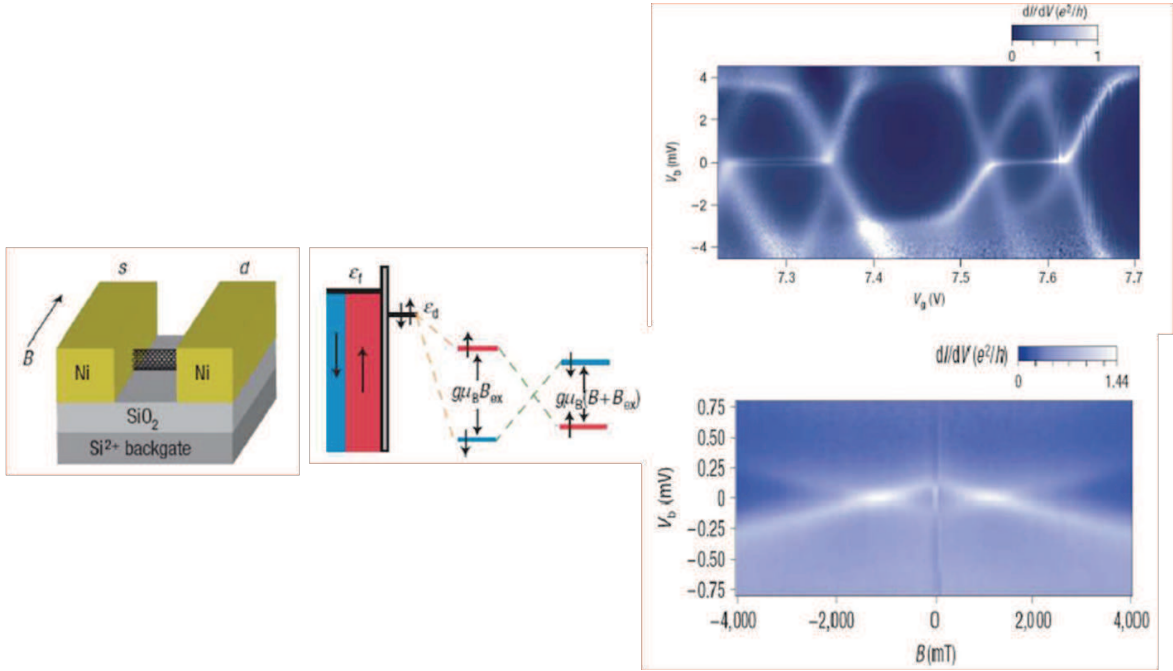 s
d
B
Ni
Ni
SiO₂
Si²⁺ backgate
ε_f
ε_d
gμ_B B_ex
gμ_B(B+B_ex)
dI/dV (e²/h)
0
1
4
2
0
−2
−4
V_b (mV)
7.3
7.4
7.5
7.6
7.7
V_g (V)
dI/dV (e²/h)
0
1.44
0.75
0.50
0.25
0
-0.25
-0.50
-0.75
V_b (mV)
−4,000
−2,000
0
2,000
4,000
B (mT)